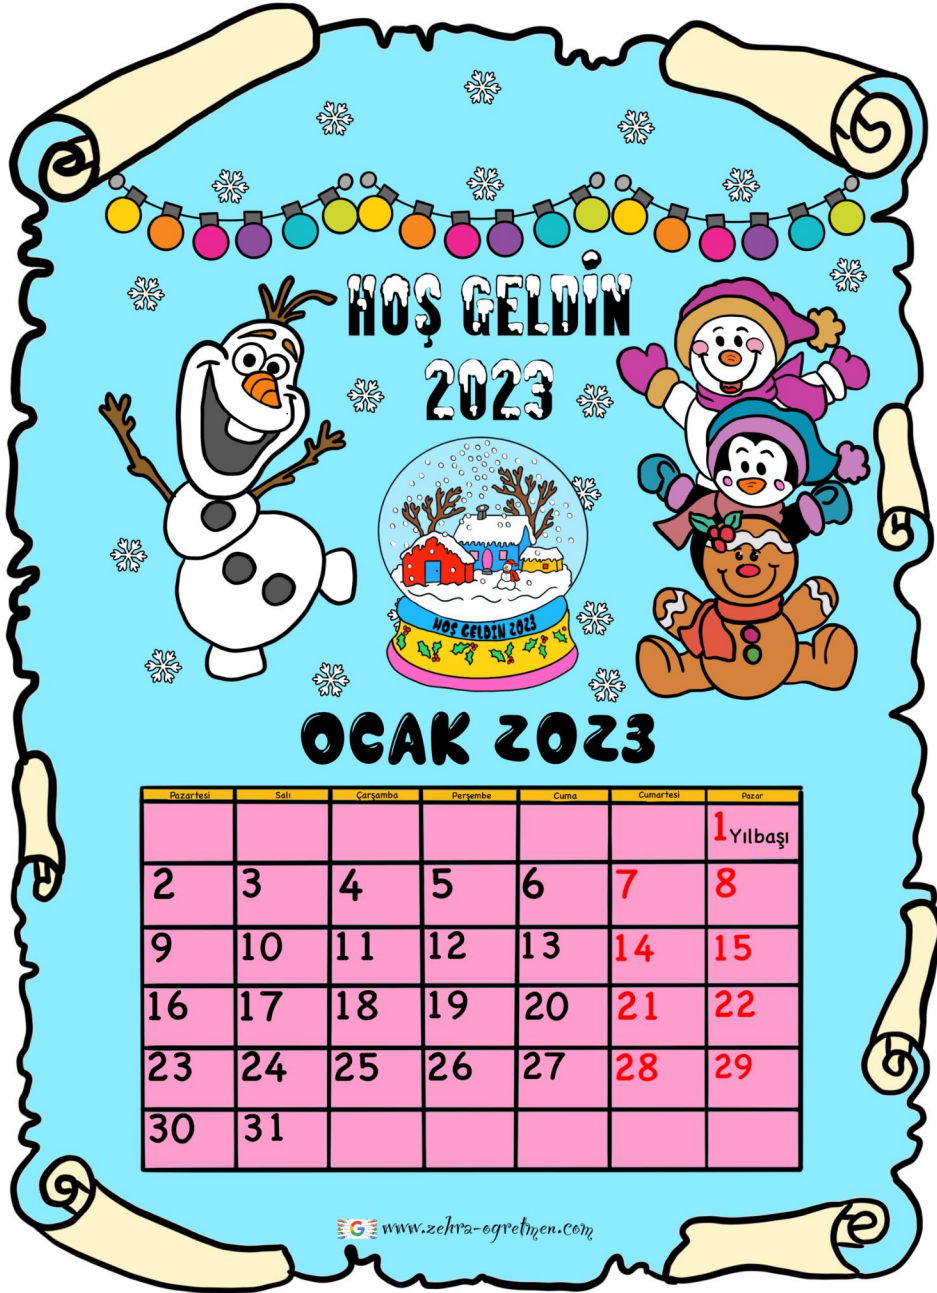 HOŞ GELDİN
2023
HOŞ GELDİN 2023
OCAK 2023
Pazartesi Salı Çarşamba Perşembe Cuma Cumartesi Pazar
1 Yılbaşı
2 3 4 5 6 7 8
9 10 11 12 13 14 15
16 17 18 19 20 21 22
23 24 25 26 27 28 29
30 31
G www.zehra-ogretmen.com